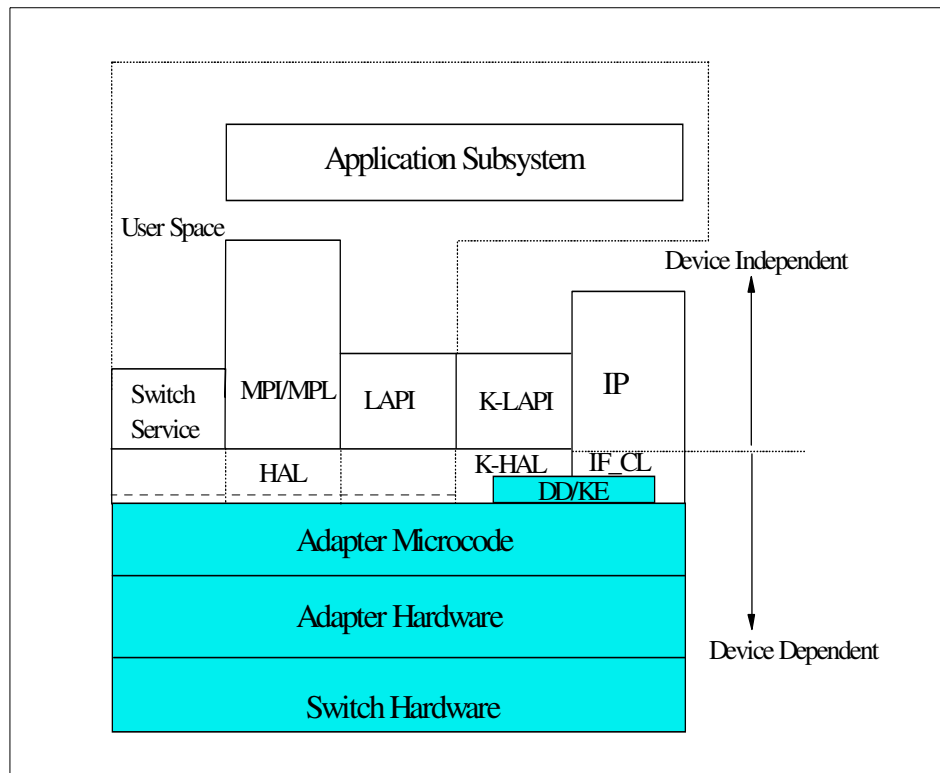 Application Subsystem
User Space
Device Independent
Switch
Service
MPI/MPL
LAPI
K-LAPI
IP
HAL
K-HAL
IF_CL
DD/KE
Adapter Microcode
Adapter Hardware
Device Dependent
Switch Hardware